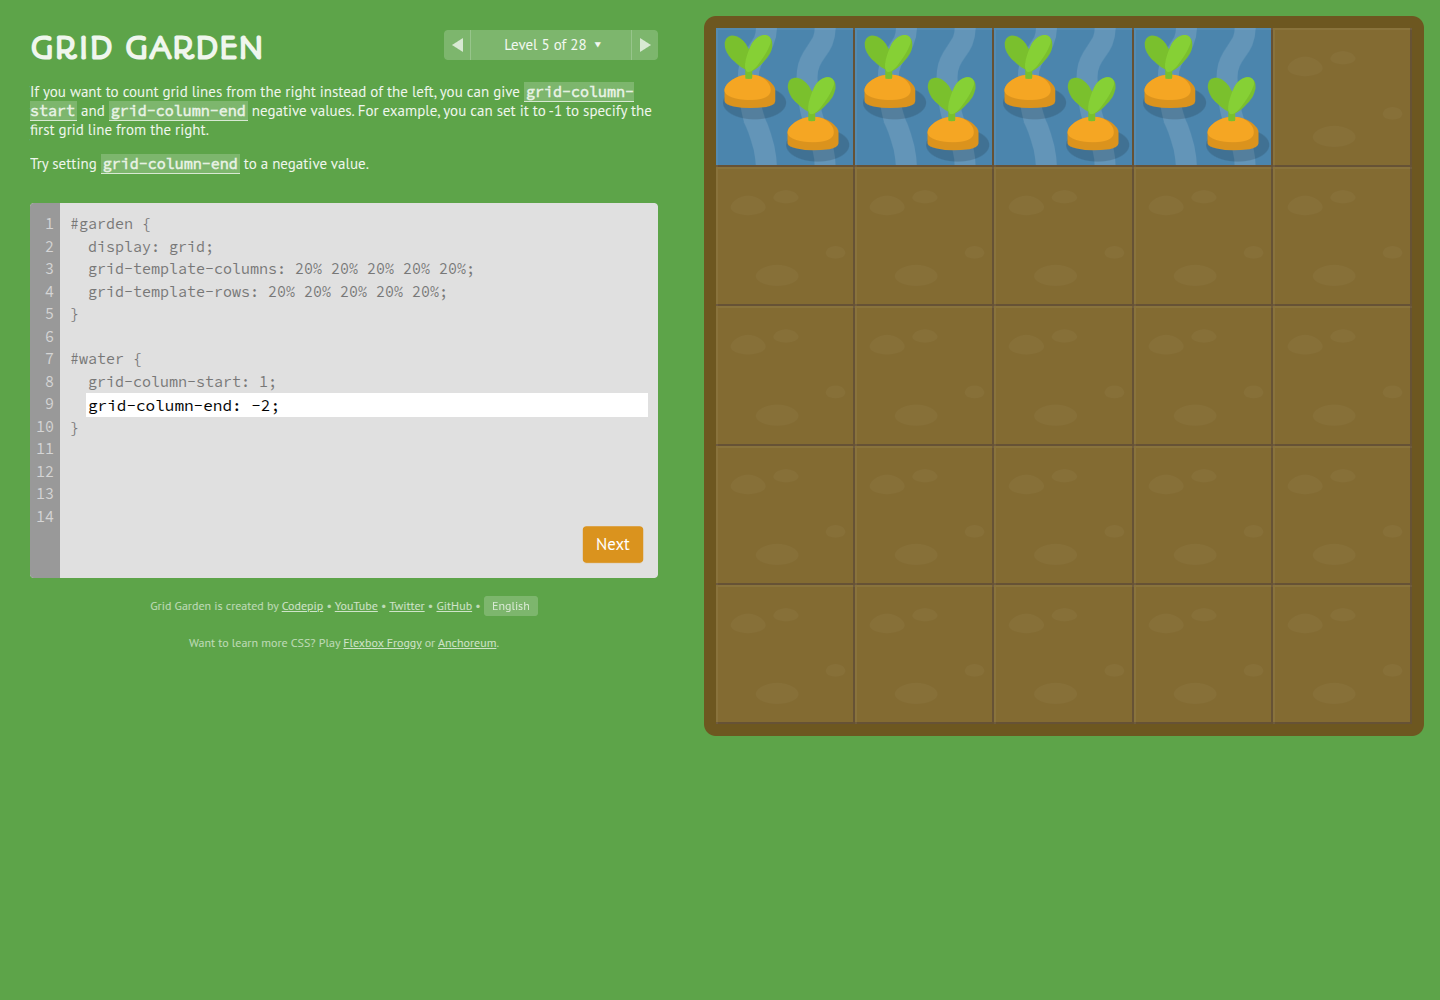 GRID GARDEN
Level 5 of 28 ▼
If you want to count grid lines from the right instead of the left, you can give grid-column-
start and grid-column-end negative values. For example, you can set it to -1 to specify the
first grid line from the right.
Try setting grid-column-end to a negative value.
1 #garden {
2 display: grid;
3 grid-template-columns: 20% 20% 20% 20% 20%;
4 grid-template-rows: 20% 20% 20% 20% 20%;
5 }
6
7 #water {
8 grid-column-start: 1;
9 grid-column-end: -2;
10 }
11
12
13
14
Next
Grid Garden is created by Codepip • YouTube • Twitter • GitHub • English
Want to learn more CSS? Play Flexbox Froggy or Anchoreum.